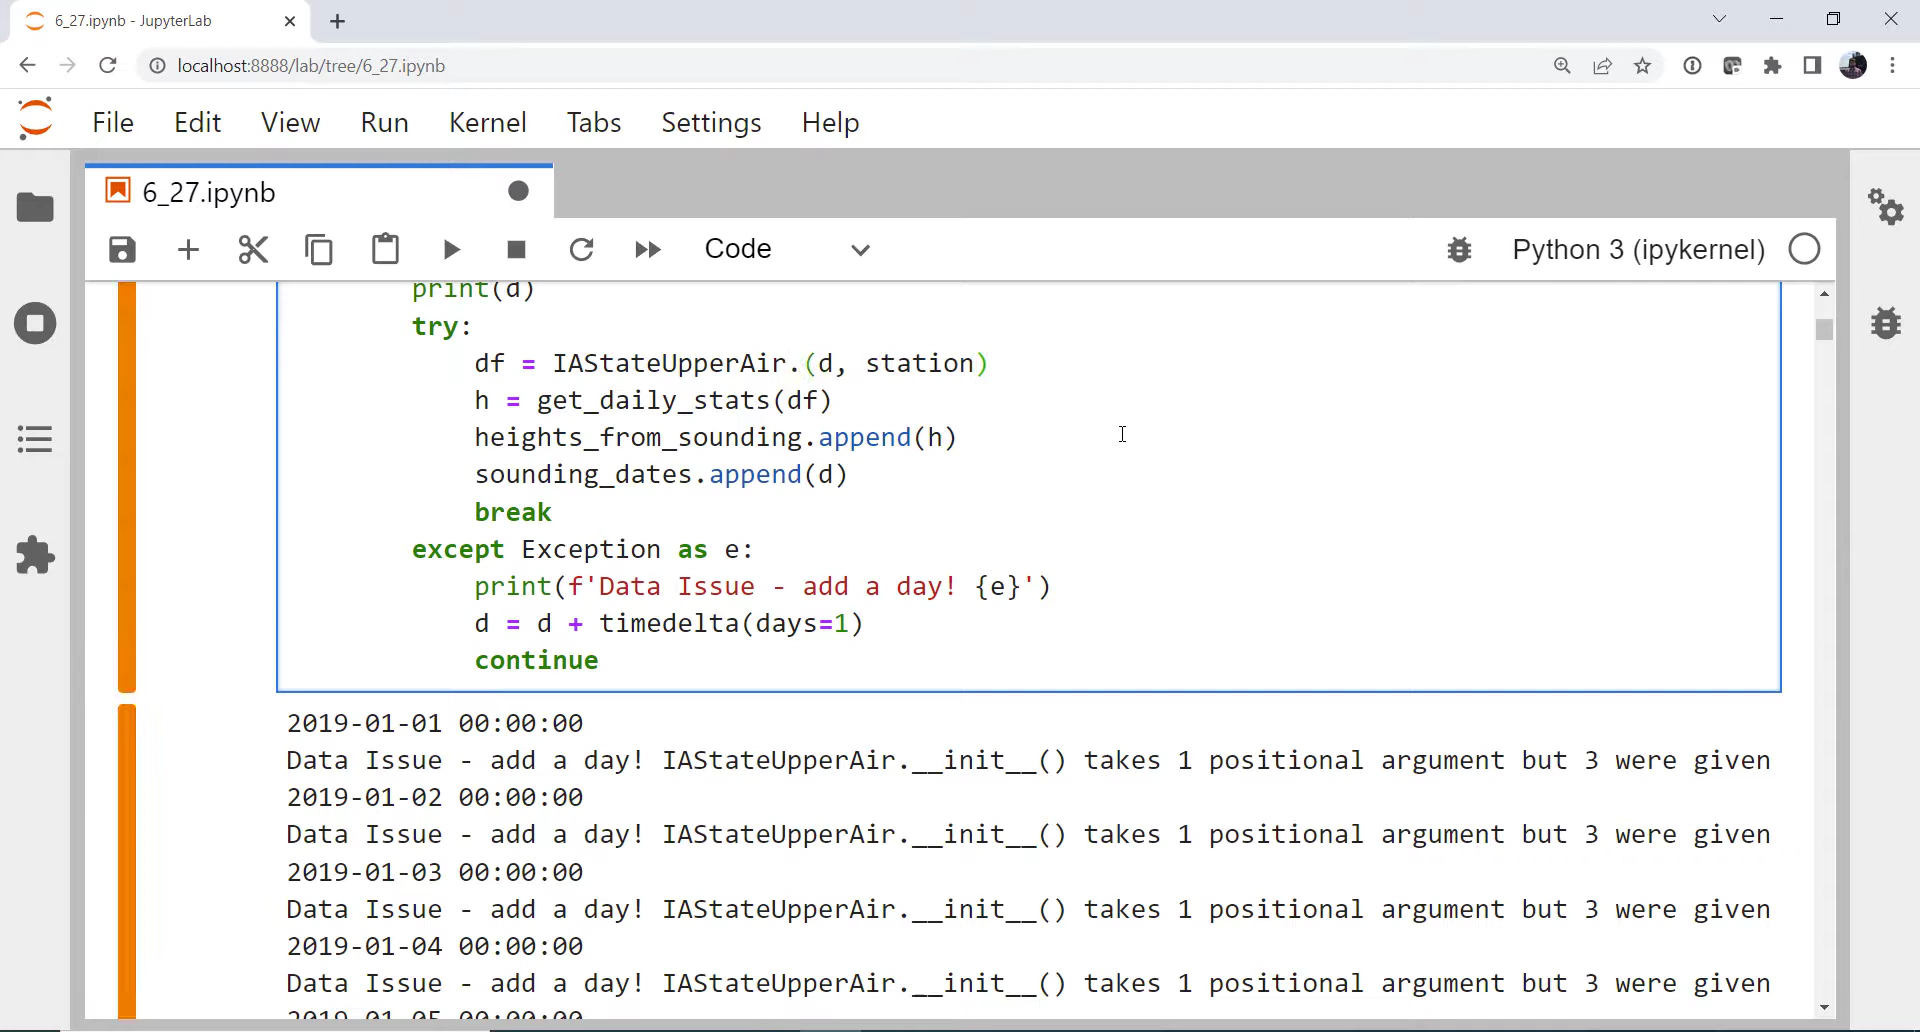 6_27.ipynb - JupyterLab
localhost:8888/lab/tree/6_27.ipynb
File Edit View Run Kernel Tabs Settings Help
6_27.ipynb
Code
Python 3 (ipykernel)
print(d)
try:
df = IAStateUpperAir.(d, station)
h = get_daily_stats(df)
heights_from_sounding.append(h)
sounding_dates.append(d)
break
except Exception as e:
print(f'Data Issue - add a day! {e}')
d = d + timedelta(days=1)
continue
2019-01-01 00:00:00
Data Issue - add a day! IAStateUpperAir.__init__() takes 1 positional argument but 3 were given
2019-01-02 00:00:00
Data Issue - add a day! IAStateUpperAir.__init__() takes 1 positional argument but 3 were given
2019-01-03 00:00:00
Data Issue - add a day! IAStateUpperAir.__init__() takes 1 positional argument but 3 were given
2019-01-04 00:00:00
Data Issue - add a day! IAStateUpperAir.__init__() takes 1 positional argument but 3 were given
2019-01-05 00:00:00